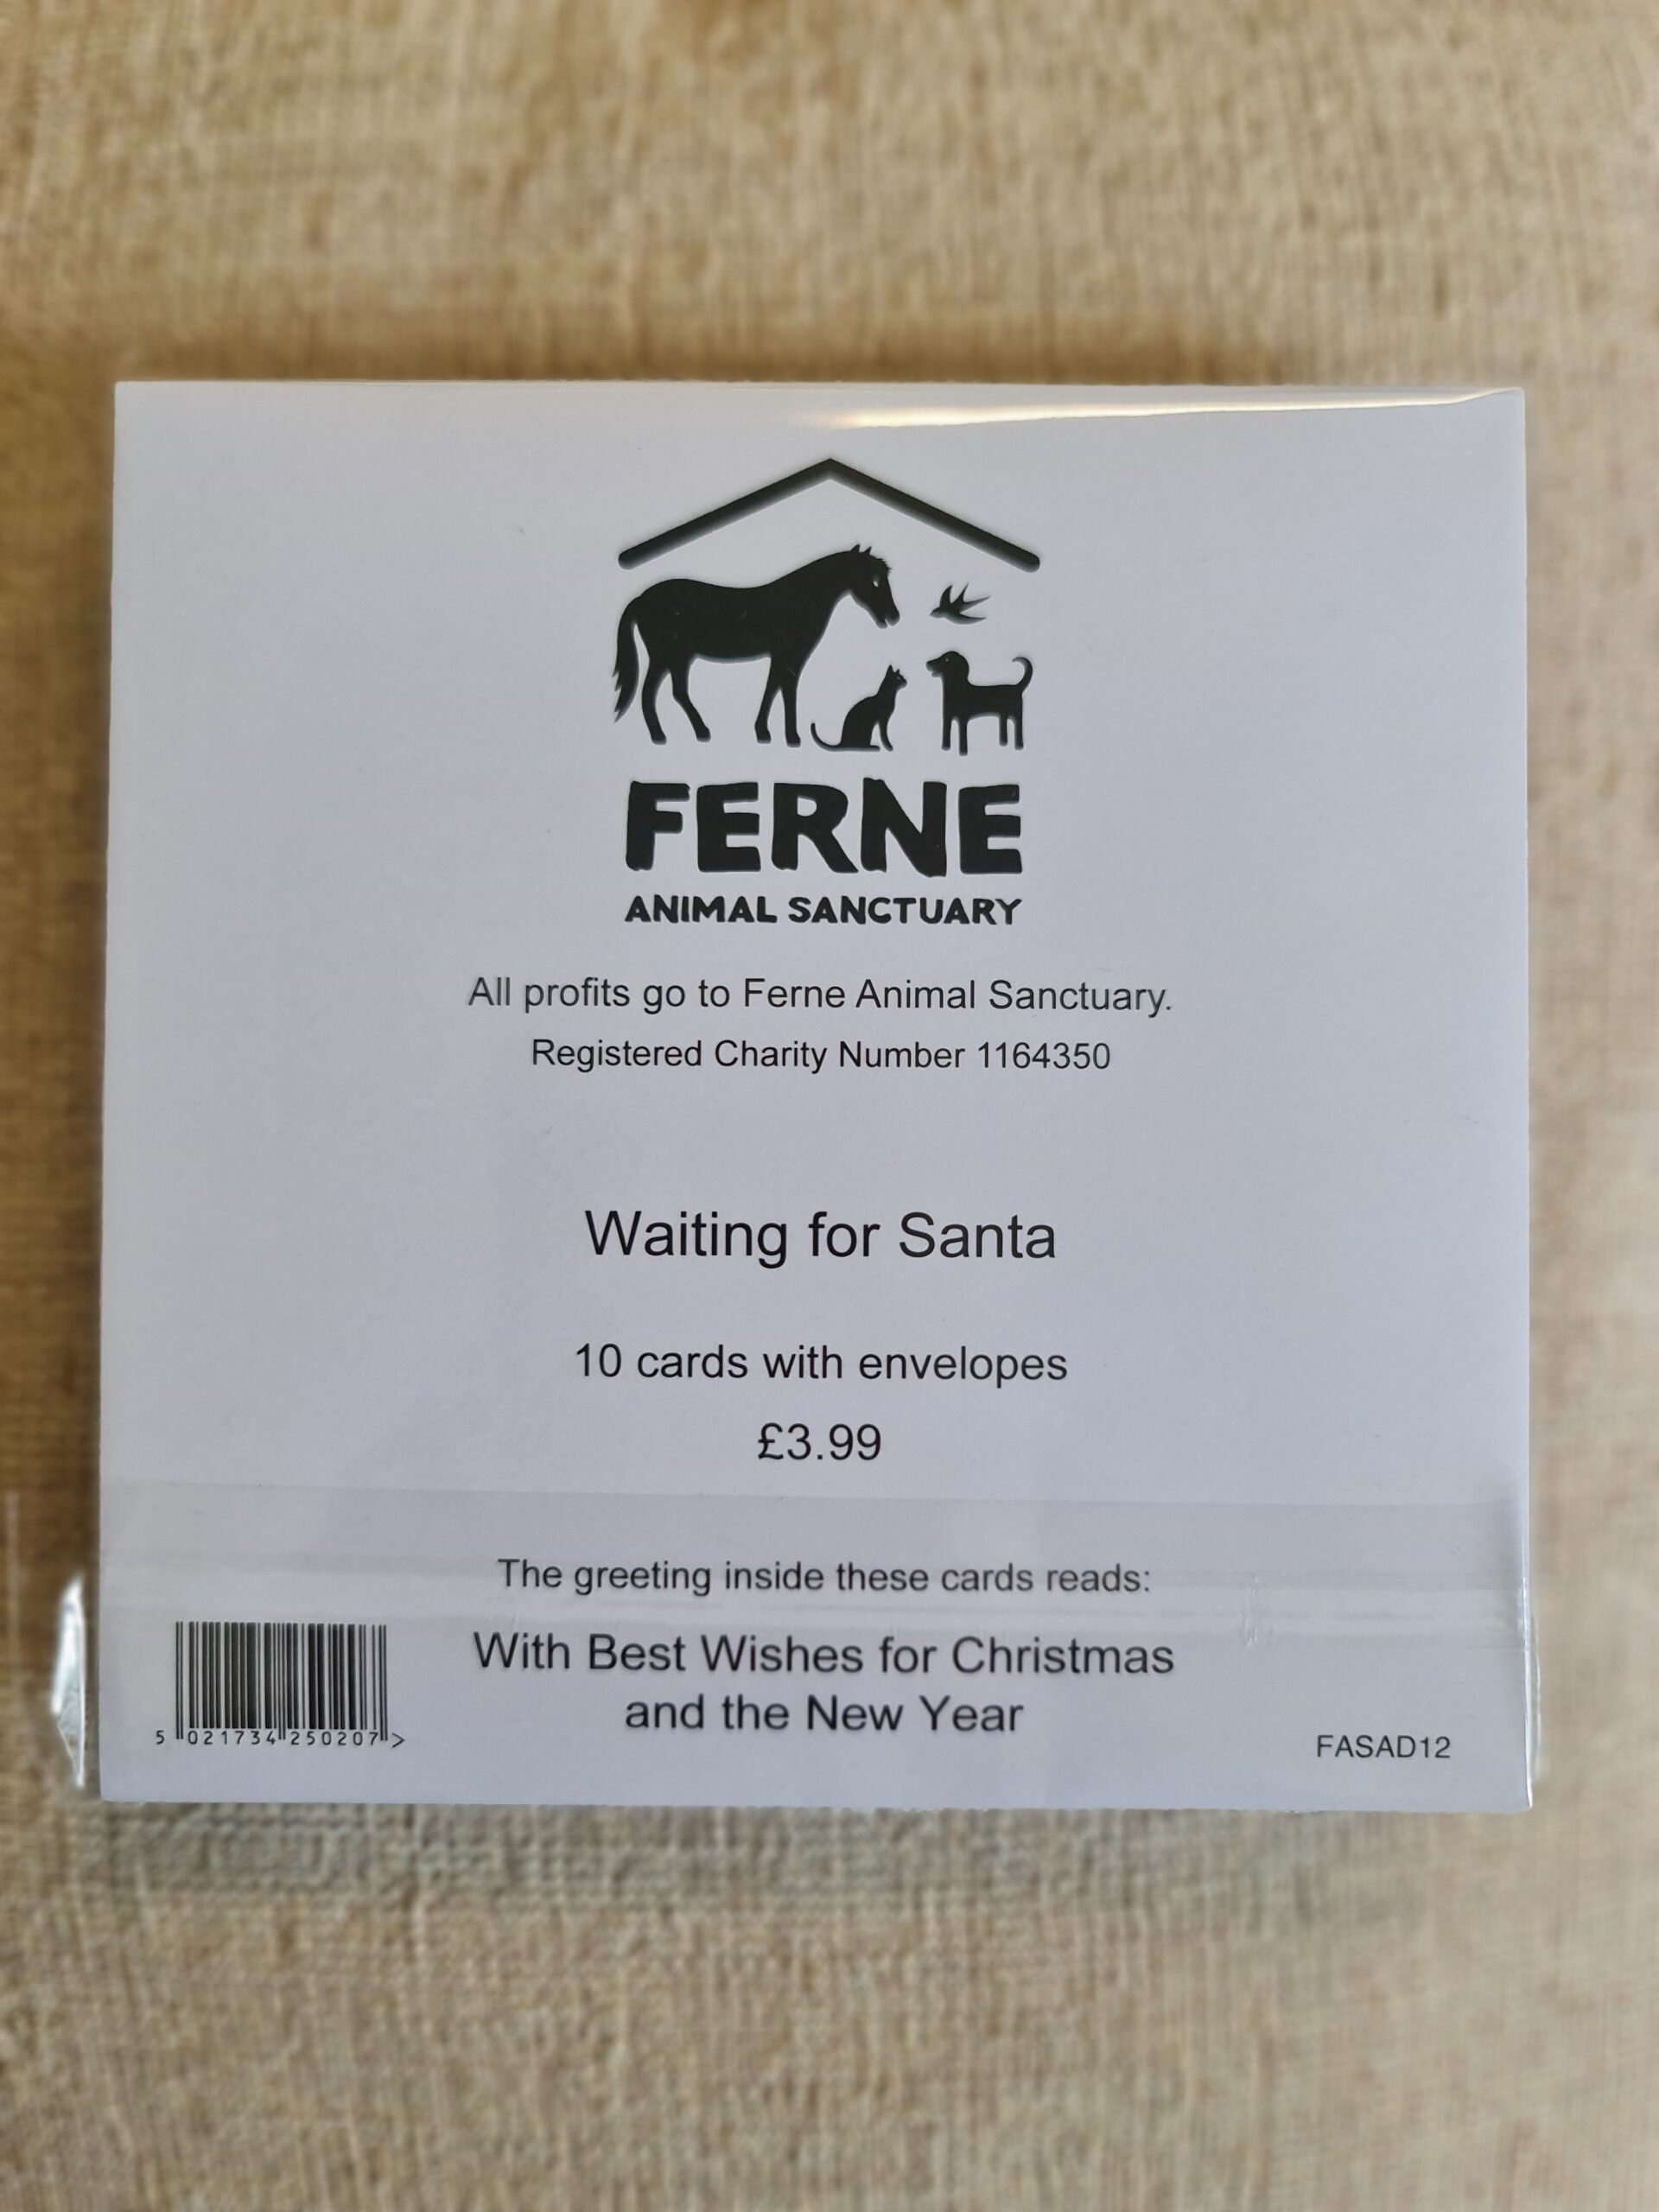 FERNE
ANIMAL SANCTUARY
All profits go to Ferne Animal Sanctuary.
Registered Charity Number 1164350
Waiting for Santa
10 cards with envelopes
£3.99
The greeting inside these cards reads:
With Best Wishes for Christmas
and the New Year
5 021734 250207 >
FASAD12